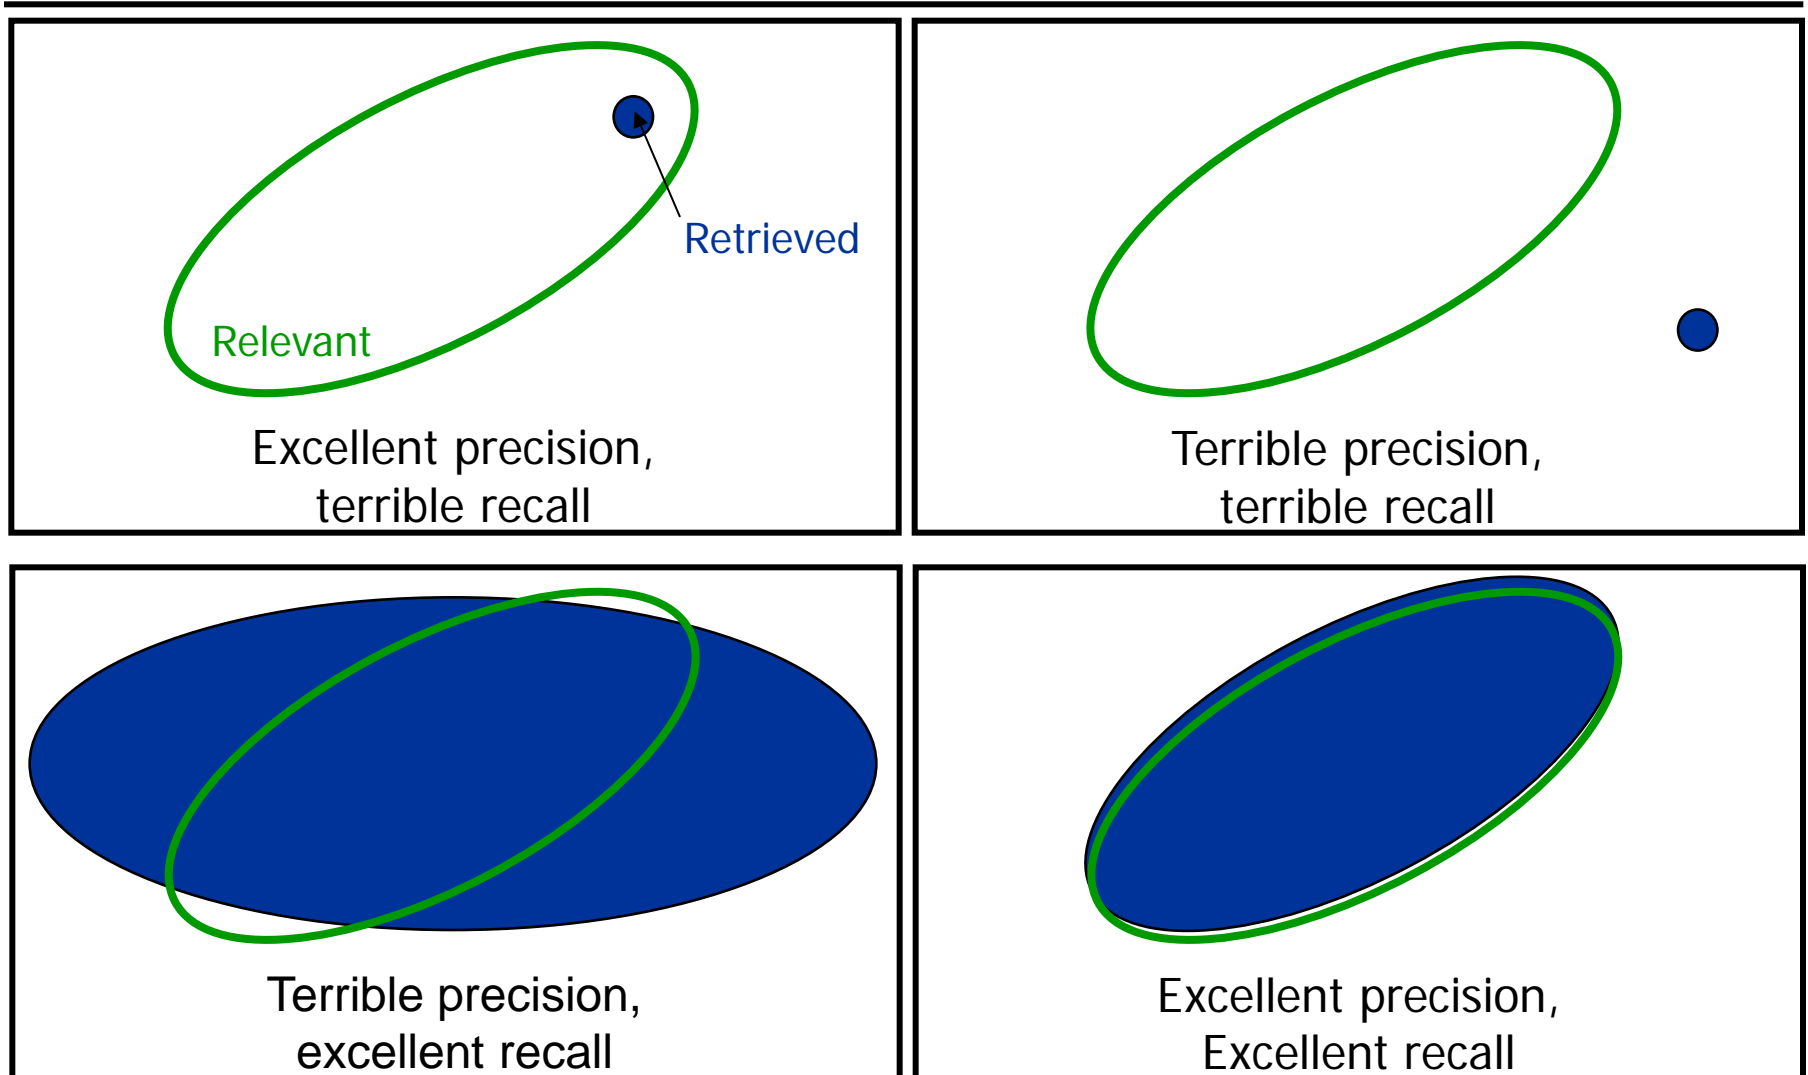 Retrieved
Relevant
Excellent precision,
terrible recall
Terrible precision,
terrible recall
Terrible precision,
excellent recall
Excellent precision,
Excellent recall